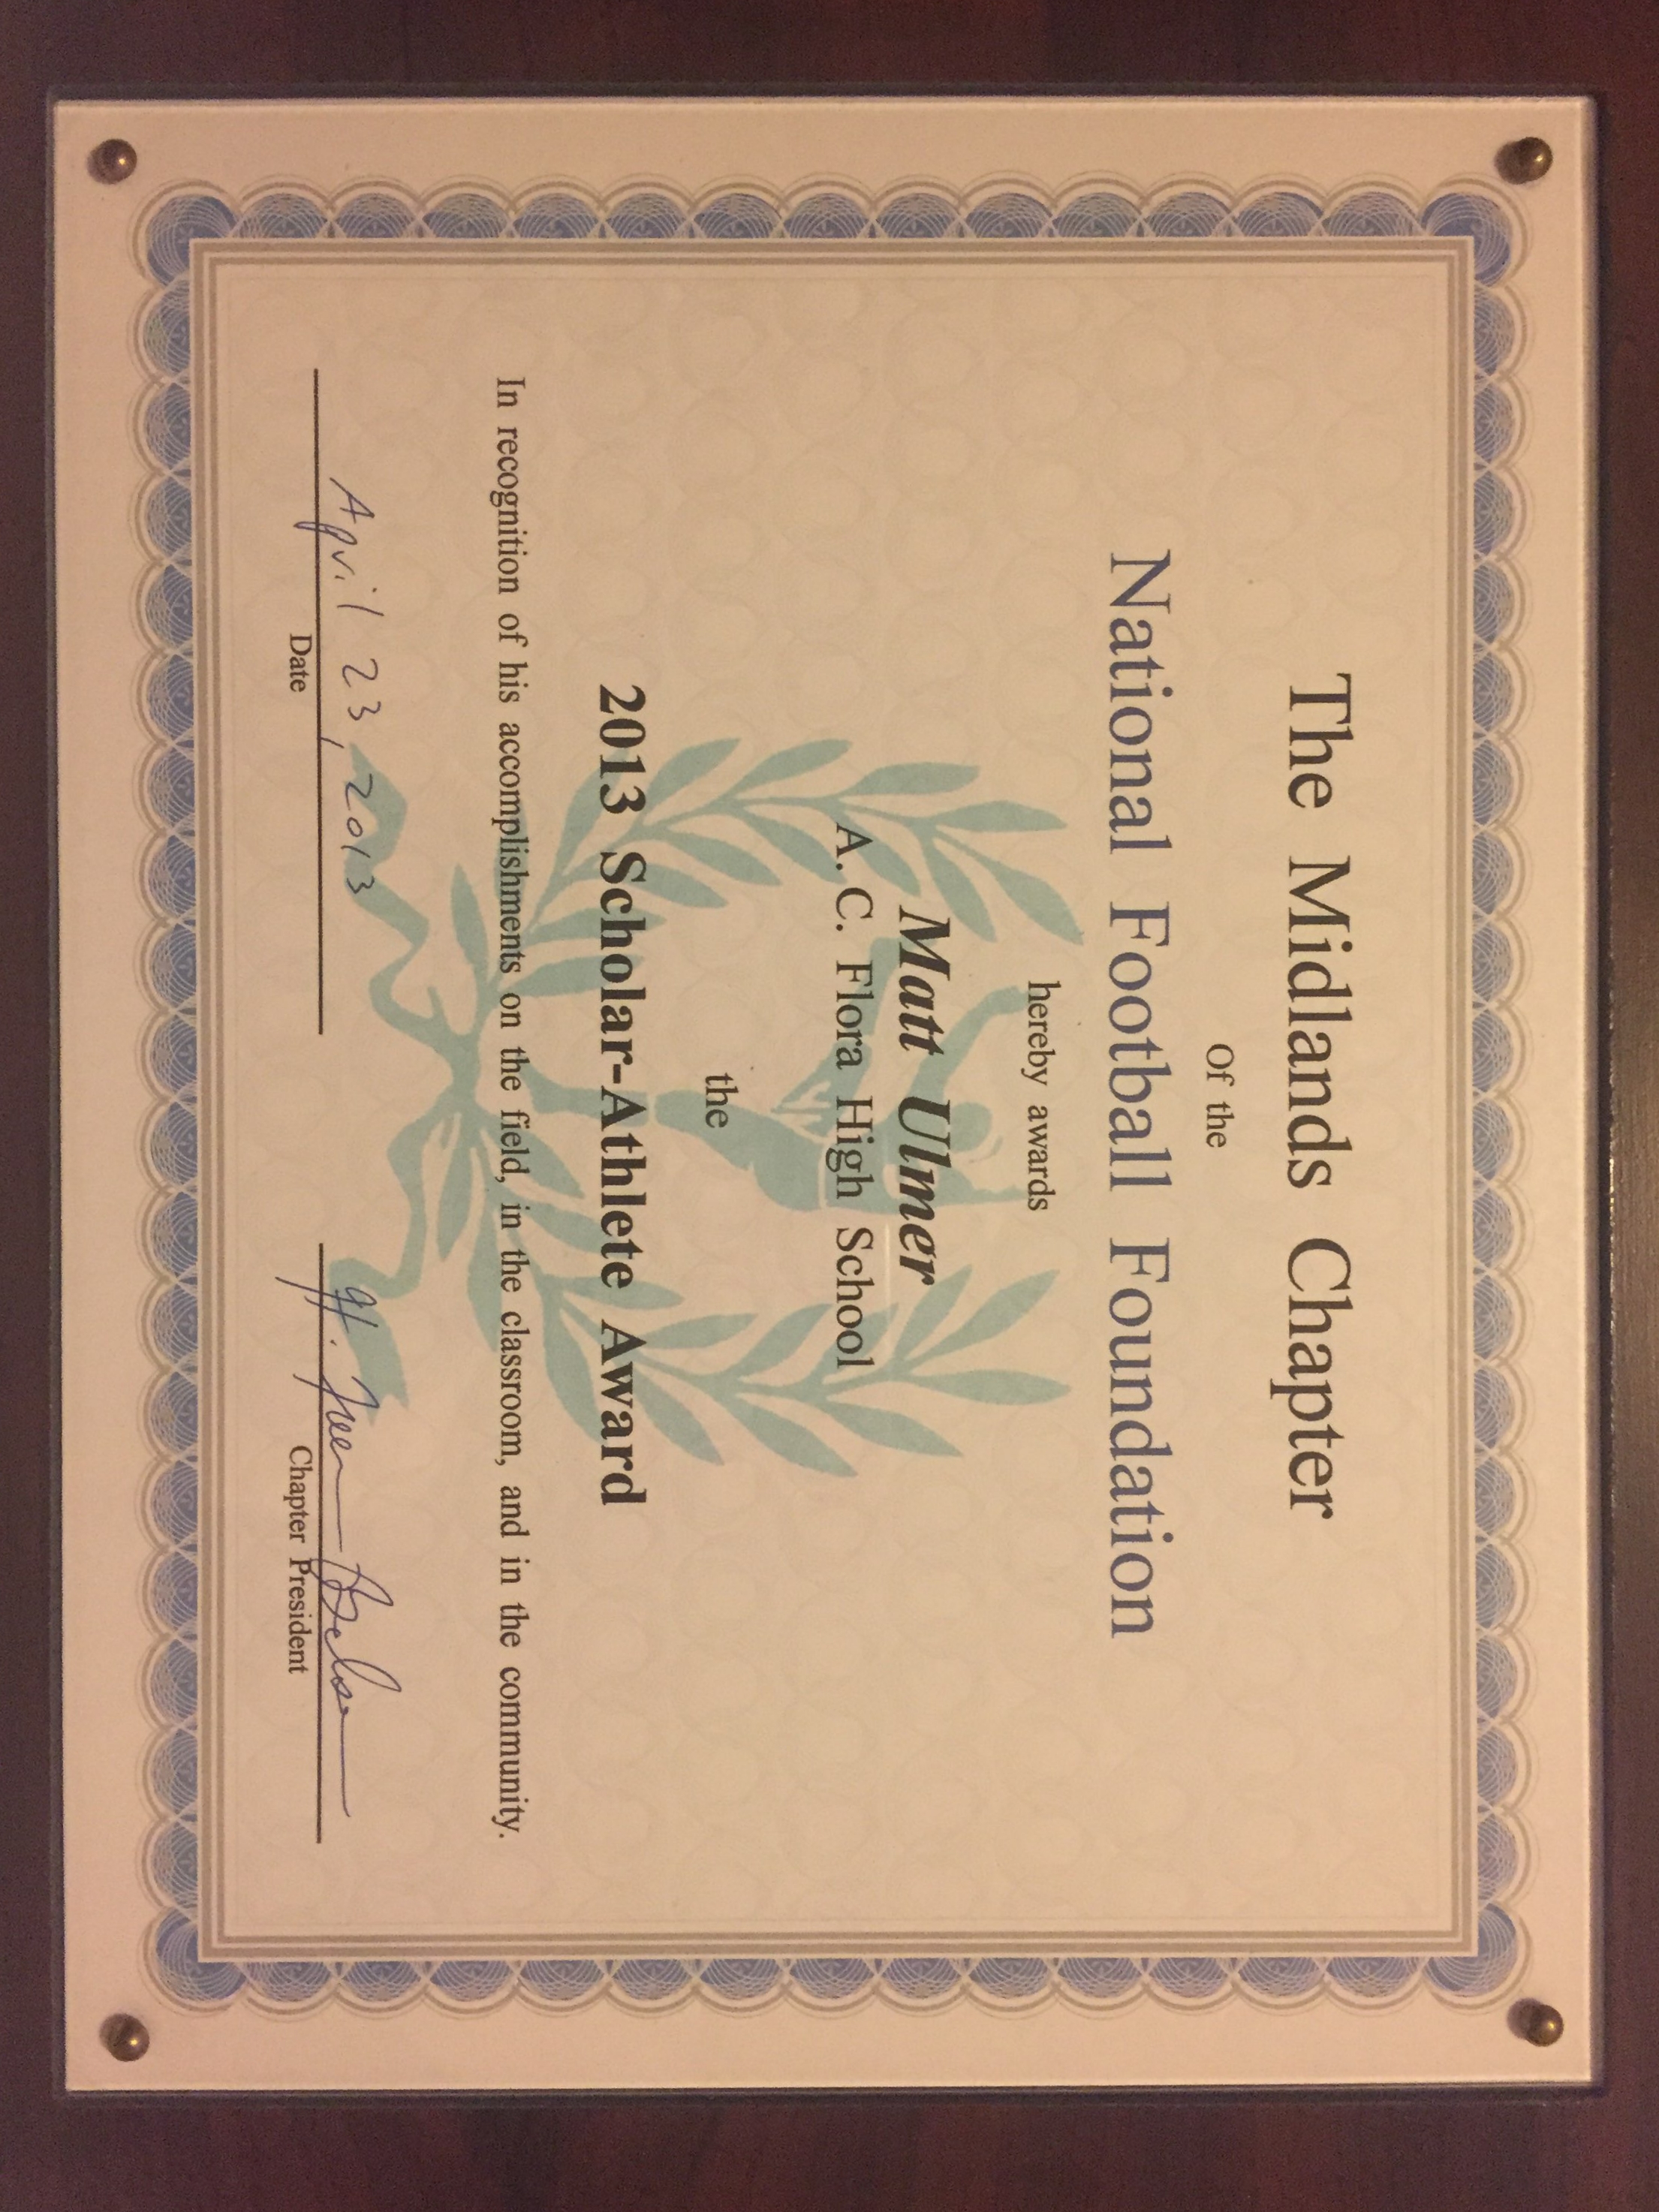 The Midlands Chapter
Of the
National Football Foundation
hereby awards
Matt Ulmer
A.C. Flora High School
the
2013 Scholar-Athlete Award
In recognition of his accomplishments on the field, in the classroom, and in the community.
April 23, 2013
Date
Chapter President